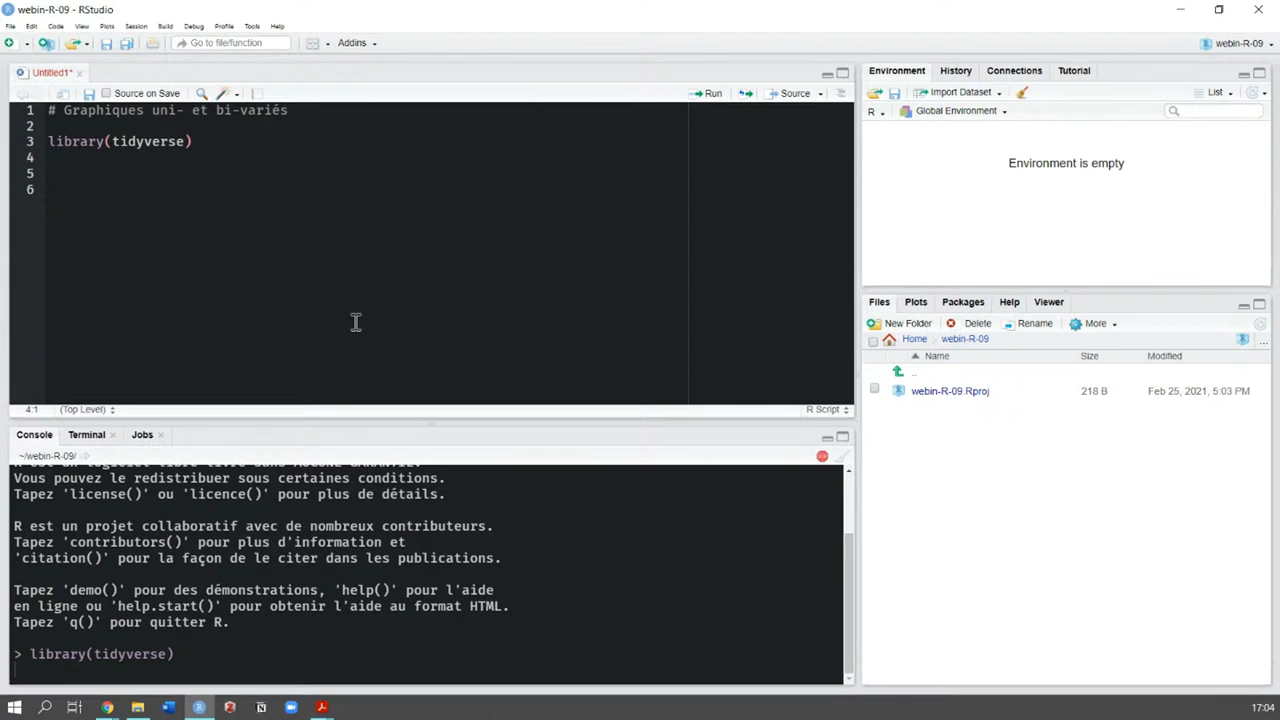 webin-R-09 - RStudio
File Edit Code View Plots Session Build Debug Profile Tools Help
Go to file/function Addins webin-R-09
Untitled1*
Source on Save Run Source
1 # Graphiques uni- et bi-variés
2
3 library(tidyverse)
4
5
6
4:1 (Top Level) R Script
Console Terminal Jobs
~/webin-R-09/
Vous pouvez le redistribuer sous certaines conditions.
Tapez 'license()' ou 'licence()' pour plus de détails.
R est un projet collaboratif avec de nombreux contributeurs.
Tapez 'contributors()' pour plus d'information et
'citation()' pour la façon de le citer dans les publications.
Tapez 'demo()' pour des démonstrations, 'help()' pour l'aide
en ligne ou 'help.start()' pour obtenir l'aide au format HTML.
Tapez 'q()' pour quitter R.
> library(tidyverse)
Environment History Connections Tutorial
Import Dataset List
R Global Environment
Environment is empty
Files Plots Packages Help Viewer
New Folder Delete Rename More
Home webin-R-09
Name Size Modified
..
webin-R-09.Rproj 218 B Feb 25, 2021, 5:03 PM
17:04